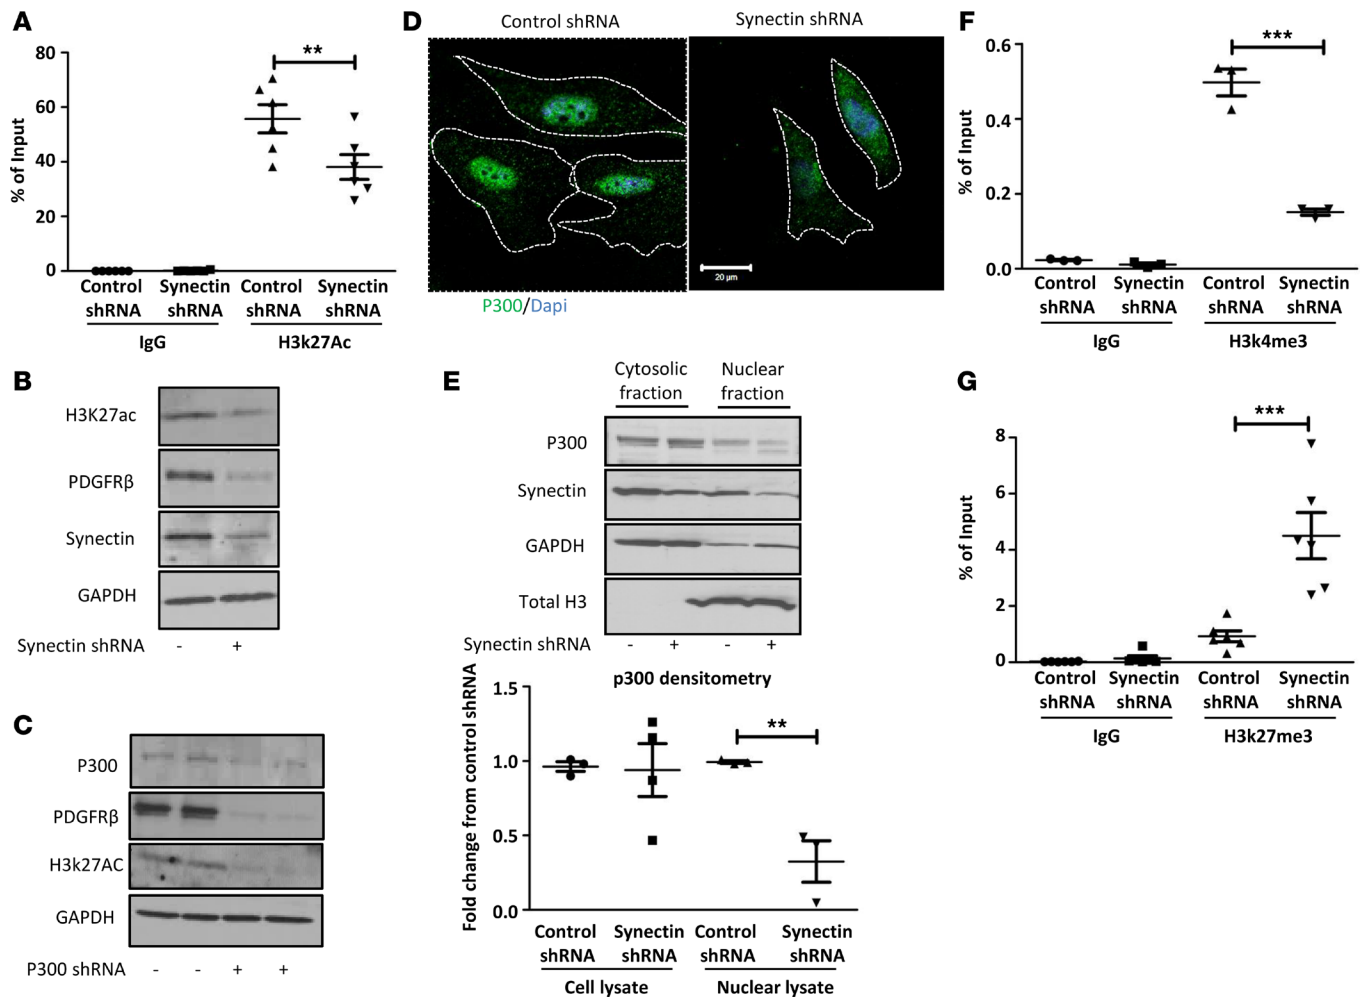 A
**
80
60
40
20
0
% of Input
Control shRNA
Synectin shRNA
Control shRNA
Synectin shRNA
IgG
H3k27Ac
B
H3K27ac
PDGFRβ
Synectin
GAPDH
Synectin shRNA - +
C
P300
PDGFRβ
H3k27AC
GAPDH
P300 shRNA - - + +
D
Control shRNA
Synectin shRNA
20 µm
P300/Dapi
E
Cytosolic fraction
Nuclear fraction
P300
Synectin
GAPDH
Total H3
Synectin shRNA - + - +
p300 densitometry
**
1.5
1.0
0.5
0.0
Fold change from control shRNA
Control shRNA
Synectin shRNA
Control shRNA
Synectin shRNA
Cell lysate
Nuclear lysate
F
***
0.6
0.4
0.2
0.0
% of Input
Control shRNA
Synectin shRNA
Control shRNA
Synectin shRNA
IgG
H3k4me3
G
***
8
6
4
2
0
% of Input
Control shRNA
Synectin shRNA
Control shRNA
Synectin shRNA
IgG
H3k27me3